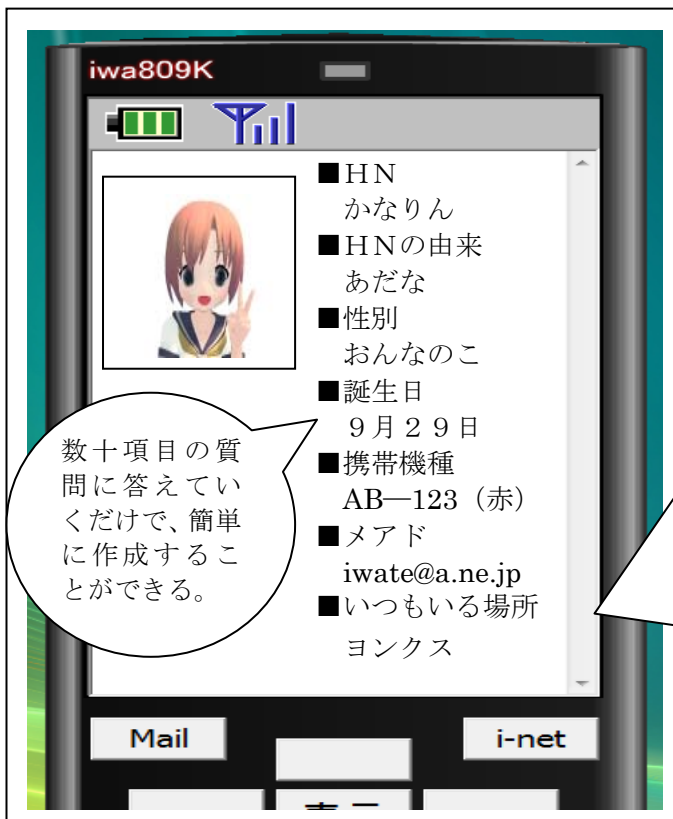 iwa809K
■ＨＮ
かなりん
■ＨＮの由来
あだな
■性別
おんなのこ
■誕生日
９月２９日
■携帯機種
AB―123（赤）
■メアド
iwate@a.ne.jp
■いつもいる場所
ヨンクス
数十項目の質
問に答えてい
くだけで、簡単
に作成するこ
とができる。
Mail
i-net
表示